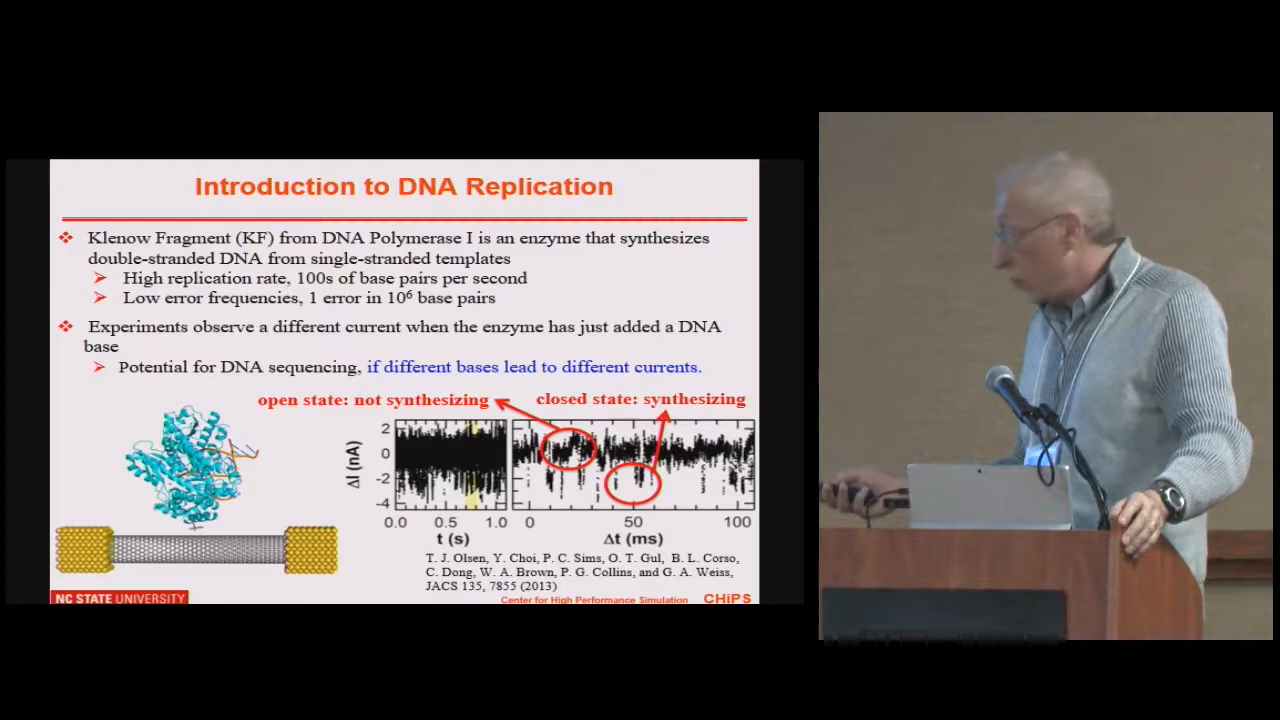 Introduction to DNA Replication
Klenow Fragment (KF) from DNA Polymerase I is an enzyme that synthesizes
double-stranded DNA from single-stranded templates
High replication rate, 100s of base pairs per second
Low error frequencies, 1 error in 10⁶ base pairs
Experiments observe a different current when the enzyme has just added a DNA
base
Potential for DNA sequencing, if different bases lead to different currents.
open state: not synthesizing
closed state: synthesizing
ΔI (nA)
2
0
-2
-4
0.0 0.5 1.0
t (s)
0 50 100
Δt (ms)
T. J. Olsen, Y. Choi, P. C. Sims, O. T. Gul, B. L. Corso,
C. Dong, W. A. Brown, P. G. Collins, and G. A. Weiss,
JACS 135, 7855 (2013)
NC STATE UNIVERSITY
Center for High Performance Simulation CHiPS